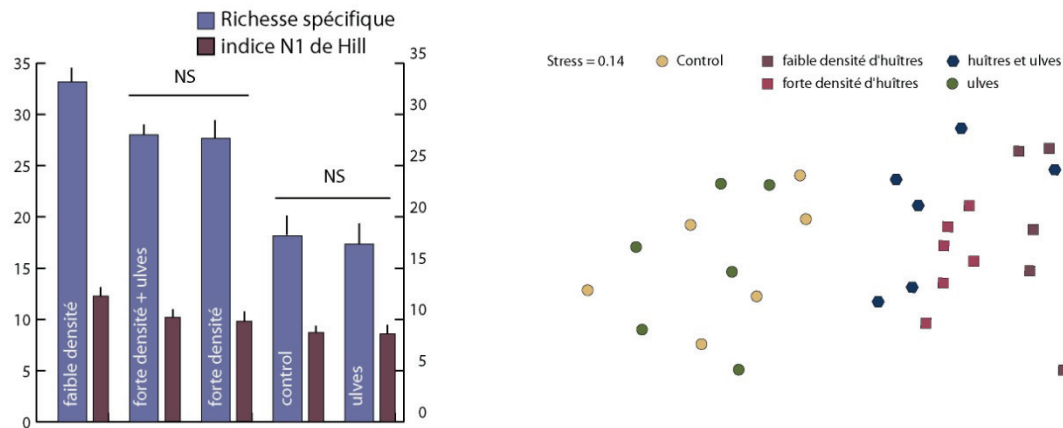 Richesse spécifique
indice N1 de Hill
35
30
25
20
15
10
5
0
NS
NS
faible densité
forte densité + ulves
forte densité
control
ulves
35
30
25
20
15
10
5
0
Stress = 0.14
Control
faible densité d'huîtres
huîtres et ulves
forte densité d'huîtres
ulves